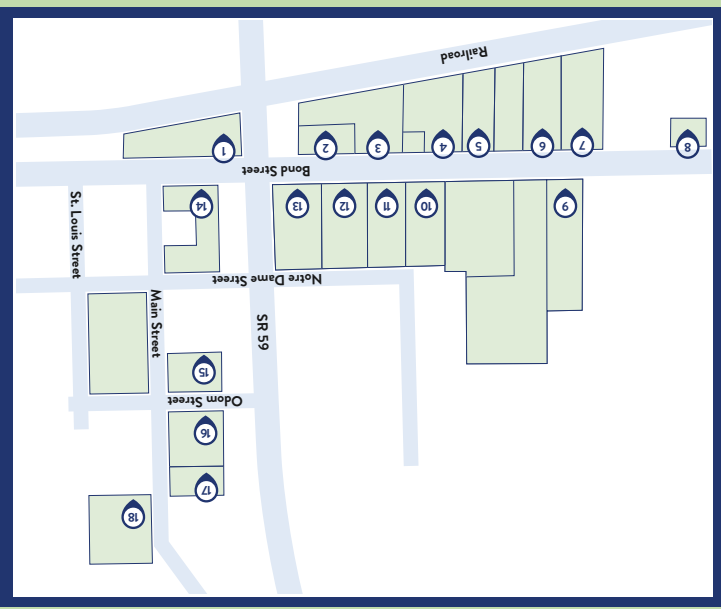 Railroad
1
2
3
4
5
6
7
8
Bond Street
St. Louis Street
14
13
12
11
10
9
Notre Dame Street
Main Street
SR 59
15
Odom Street
16
17
18